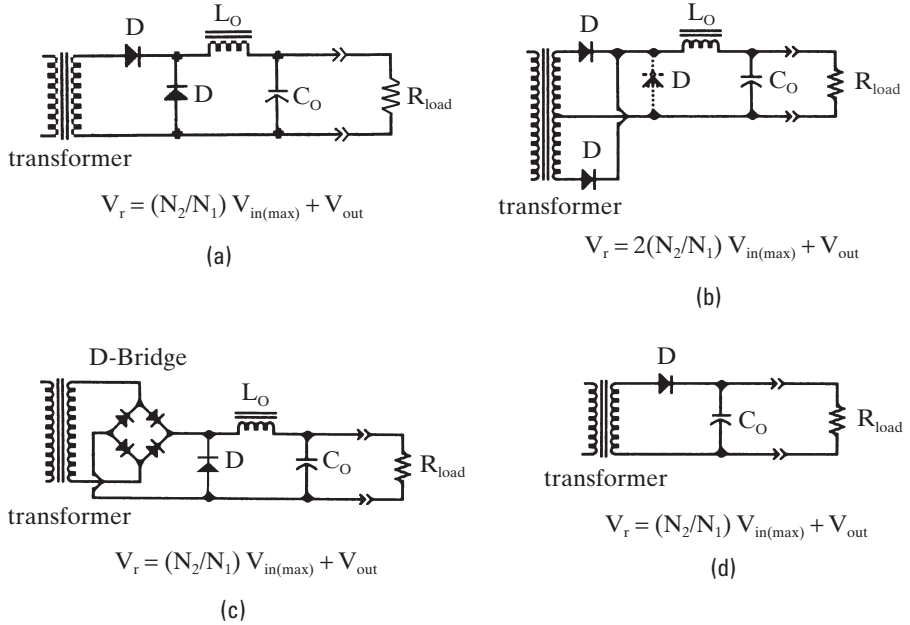 L_O
D
D
C_O
R_load
transformer
V_r = (N_2/N_1) V_in(max) + V_out
(a)
L_O
D
D
C_O
R_load
D
transformer
V_r = 2(N_2/N_1) V_in(max) + V_out
(b)
D-Bridge
L_O
D
C_O
R_load
transformer
V_r = (N_2/N_1) V_in(max) + V_out
(c)
D
C_O
R_load
transformer
V_r = (N_2/N_1) V_in(max) + V_out
(d)